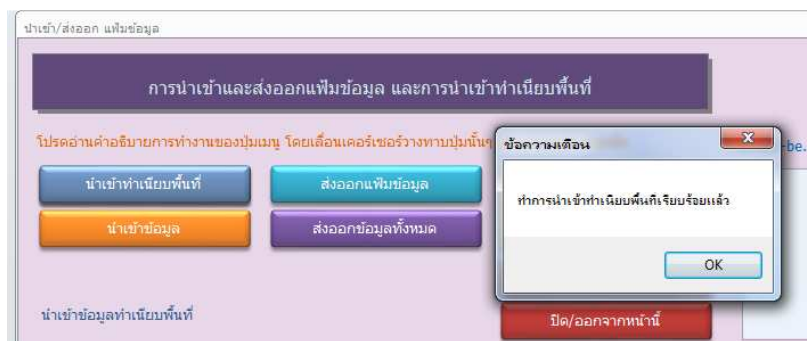 นำเข้า/ส่งออก แฟ้มข้อมูล
การนำเข้าและส่งออกแฟ้มข้อมูล และการนำเข้าทำเนียบพื้นที่
โปรดอ่านคำอธิบายการทำงานของปุ่มเมนู โดยเลื่อนเคอร์เซอร์วางทาบปุ่มนั้นๆ
ข้อความเตือน
-be.
นำเข้าทำเนียบพื้นที่
ส่งออกแฟ้มข้อมูล
ทำการนำเข้าทำเนียบพื้นที่เรียบร้อยแล้ว
นำเข้าข้อมูล
ส่งออกข้อมูลทั้งหมด
OK
นำเข้าข้อมูลทำเนียบพื้นที่
ปิด/ออกจากหน้านี้